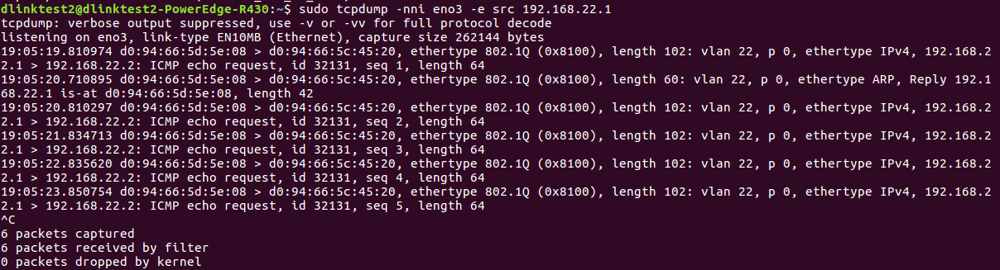 dlinktest2@dlinktest2-PowerEdge-R430:~$ sudo tcpdump -nni eno3 -e src 192.168.22.1
tcpdump: verbose output suppressed, use -v or -vv for full protocol decode
listening on eno3, link-type EN10MB (Ethernet), capture size 262144 bytes
19:05:19.810974 d0:94:66:5d:5e:08 > d0:94:66:5c:45:20, ethertype 802.1Q (0x8100), length 102: vlan 22, p 0, ethertype IPv4, 192.168.2
2.1 > 192.168.22.2: ICMP echo request, id 32131, seq 1, length 64
19:05:20.710895 d0:94:66:5d:5e:08 > d0:94:66:5c:45:20, ethertype 802.1Q (0x8100), length 60: vlan 22, p 0, ethertype ARP, Reply 192.1
68.22.1 is-at d0:94:66:5d:5e:08, length 42
19:05:20.810297 d0:94:66:5d:5e:08 > d0:94:66:5c:45:20, ethertype 802.1Q (0x8100), length 102: vlan 22, p 0, ethertype IPv4, 192.168.2
2.1 > 192.168.22.2: ICMP echo request, id 32131, seq 2, length 64
19:05:21.834713 d0:94:66:5d:5e:08 > d0:94:66:5c:45:20, ethertype 802.1Q (0x8100), length 102: vlan 22, p 0, ethertype IPv4, 192.168.2
2.1 > 192.168.22.2: ICMP echo request, id 32131, seq 3, length 64
19:05:22.835620 d0:94:66:5d:5e:08 > d0:94:66:5c:45:20, ethertype 802.1Q (0x8100), length 102: vlan 22, p 0, ethertype IPv4, 192.168.2
2.1 > 192.168.22.2: ICMP echo request, id 32131, seq 4, length 64
19:05:23.850754 d0:94:66:5d:5e:08 > d0:94:66:5c:45:20, ethertype 802.1Q (0x8100), length 102: vlan 22, p 0, ethertype IPv4, 192.168.2
2.1 > 192.168.22.2: ICMP echo request, id 32131, seq 5, length 64
^C
6 packets captured
6 packets received by filter
0 packets dropped by kernel